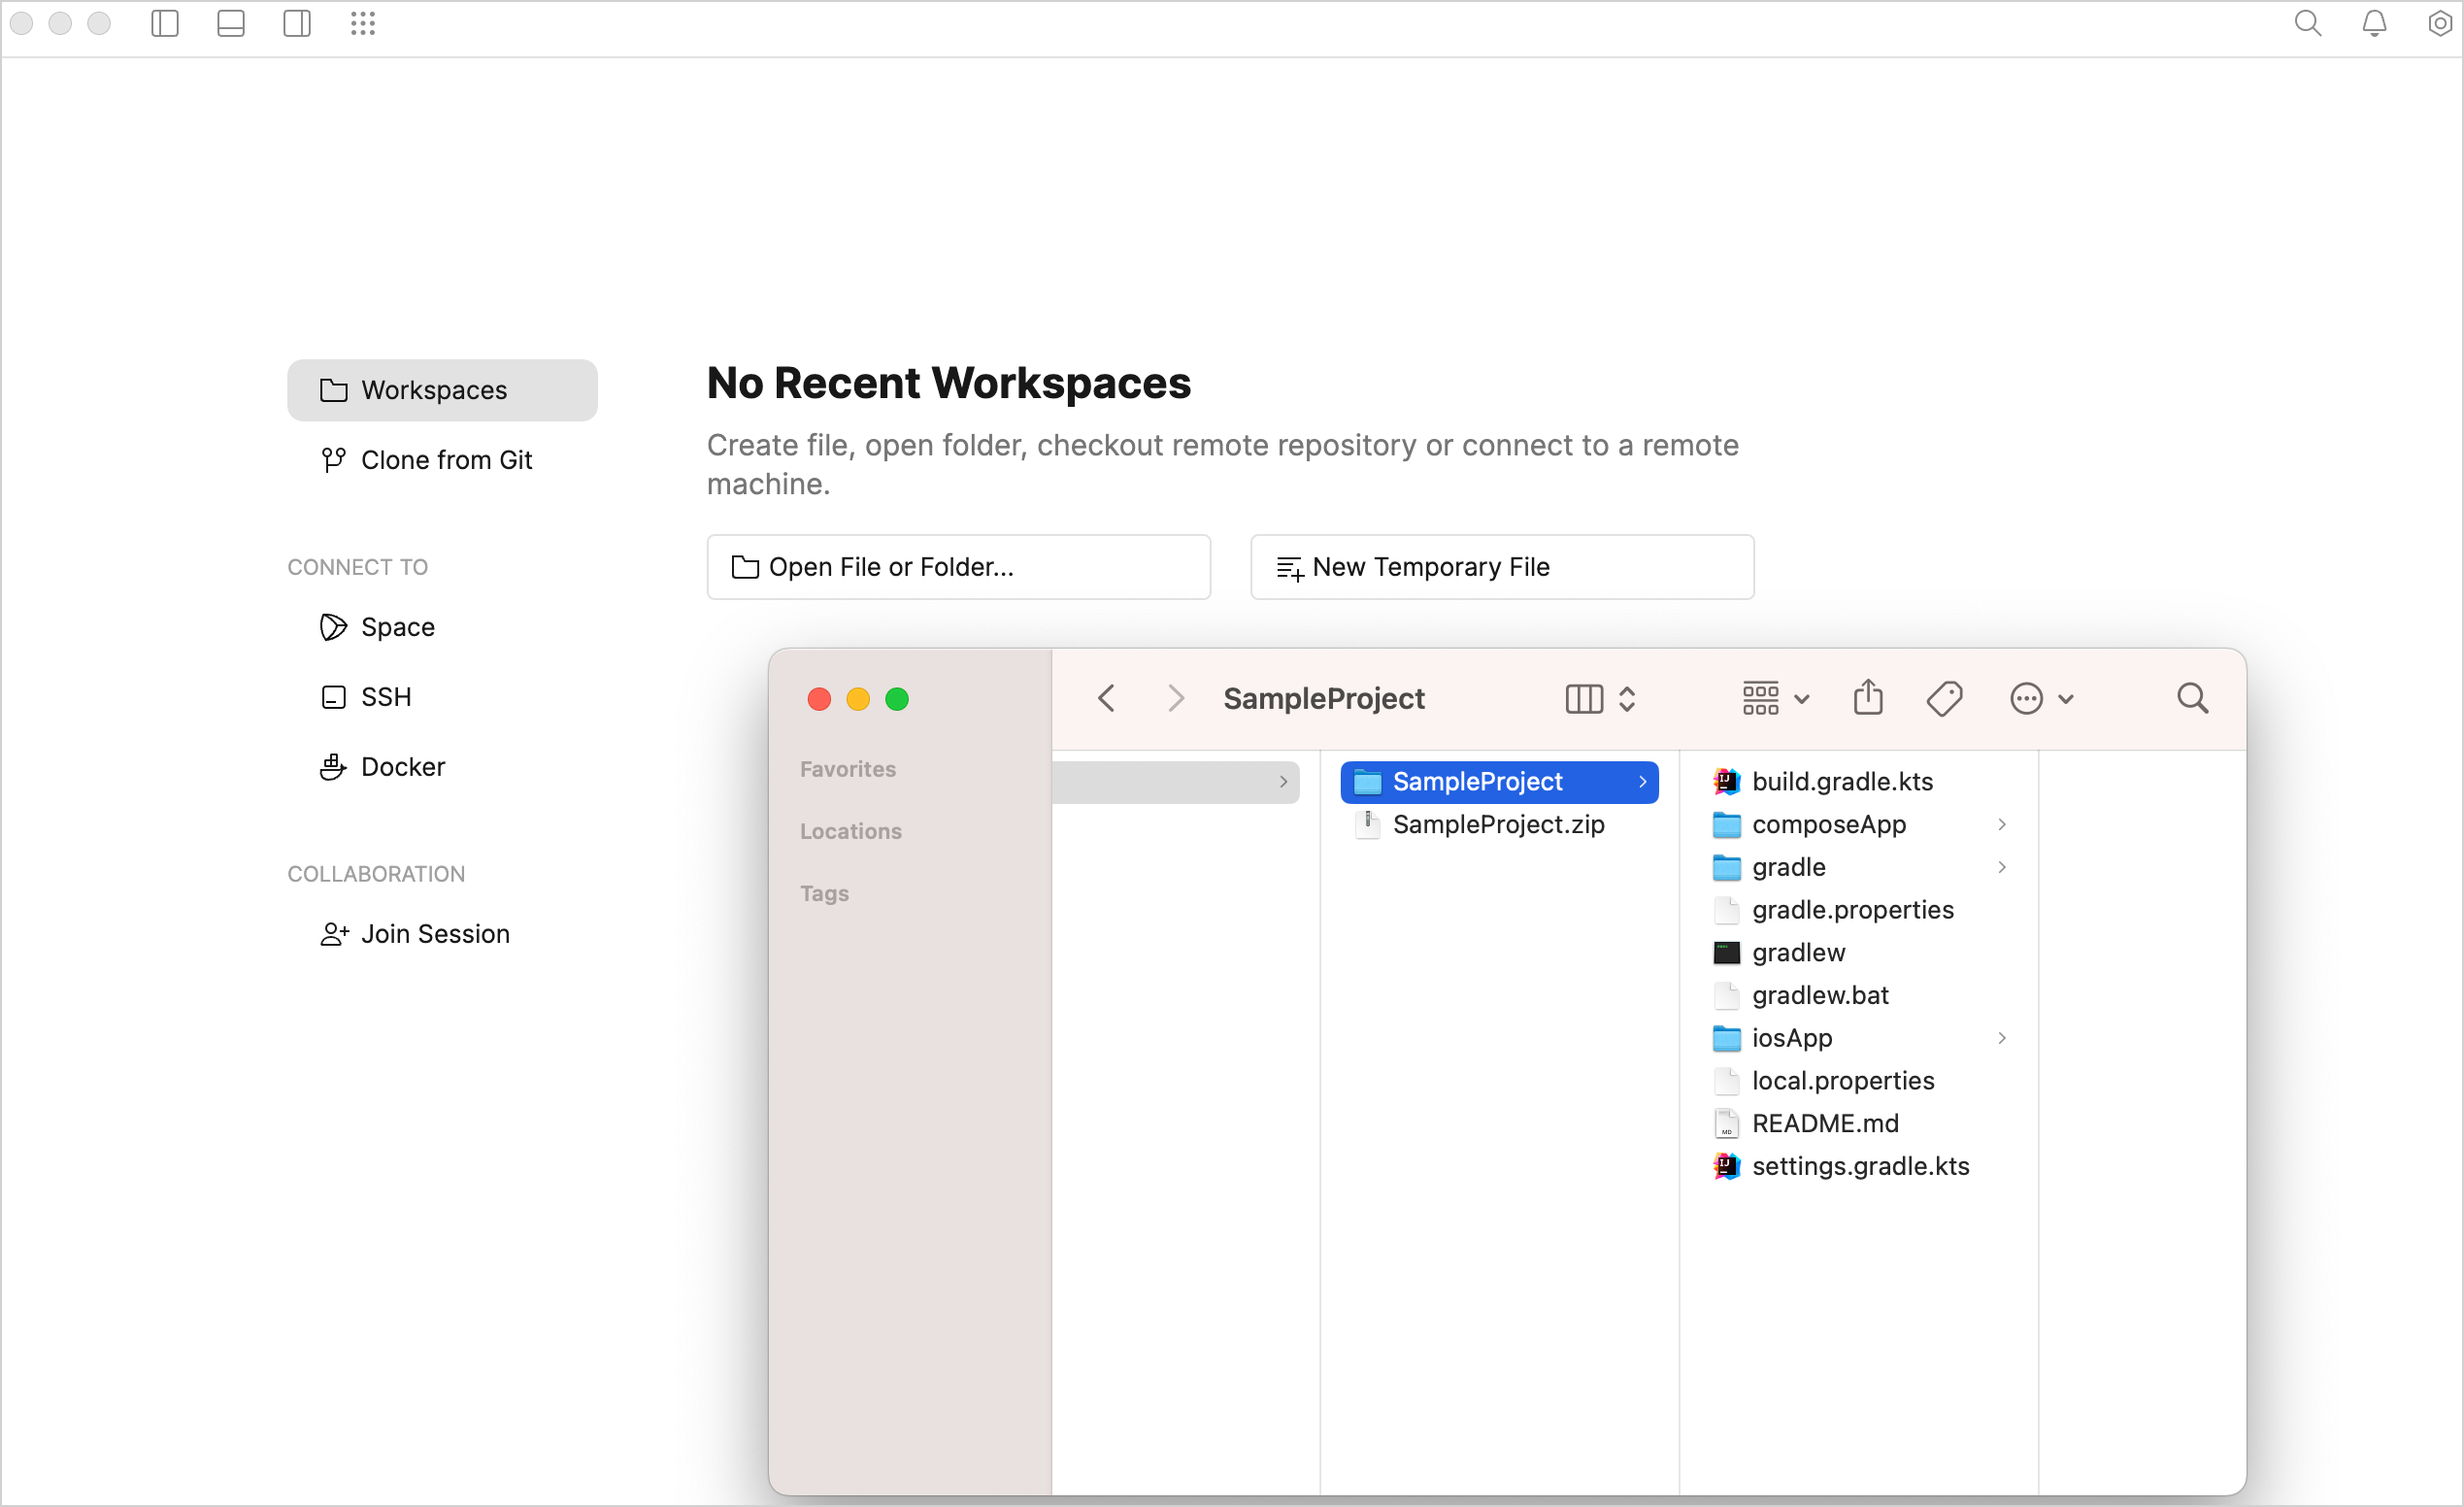 Workspaces
Clone from Git
CONNECT TO
Space
SSH
Docker
COLLABORATION
Join Session
No Recent Workspaces
Create file, open folder, checkout remote repository or connect to a remote
machine.
Open File or Folder...
New Temporary File
SampleProject
Favorites
Locations
Tags
SampleProject
SampleProject.zip
build.gradle.kts
composeApp
gradle
gradle.properties
gradlew
gradlew.bat
iosApp
local.properties
MD
README.md
settings.gradle.kts